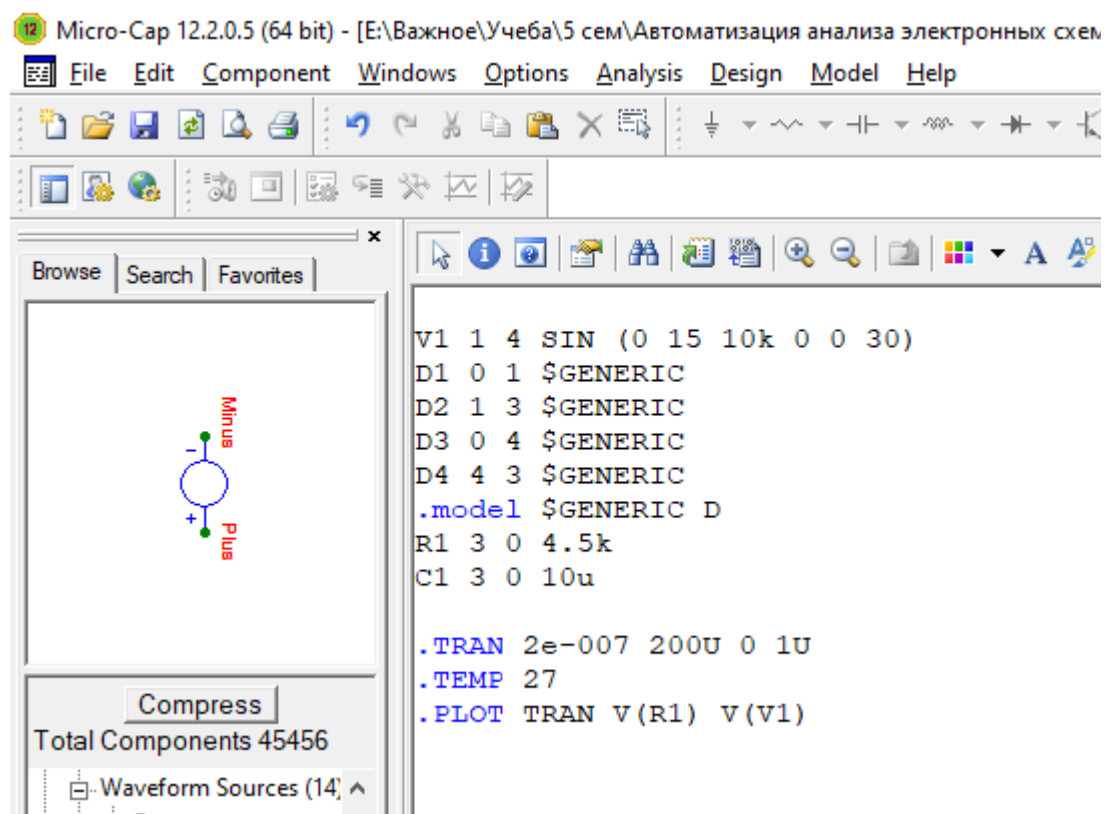 12 Micro-Cap 12.2.0.5 (64 bit) - [E:\Важное\Учеба\5 сем\Автоматизация анализа электронных схем
File Edit Component Windows Options Analysis Design Model Help
Browse Search Favorites
Minus
Plus
Compress
Total Components 45456
Waveform Sources (14)
V1 1 4 SIN (0 15 10k 0 0 30)
D1 0 1 $GENERIC
D2 1 3 $GENERIC
D3 0 4 $GENERIC
D4 4 3 $GENERIC
.model $GENERIC D
R1 3 0 4.5k
C1 3 0 10u
.TRAN 2e-007 200U 0 1U
.TEMP 27
.PLOT TRAN V(R1) V(V1)